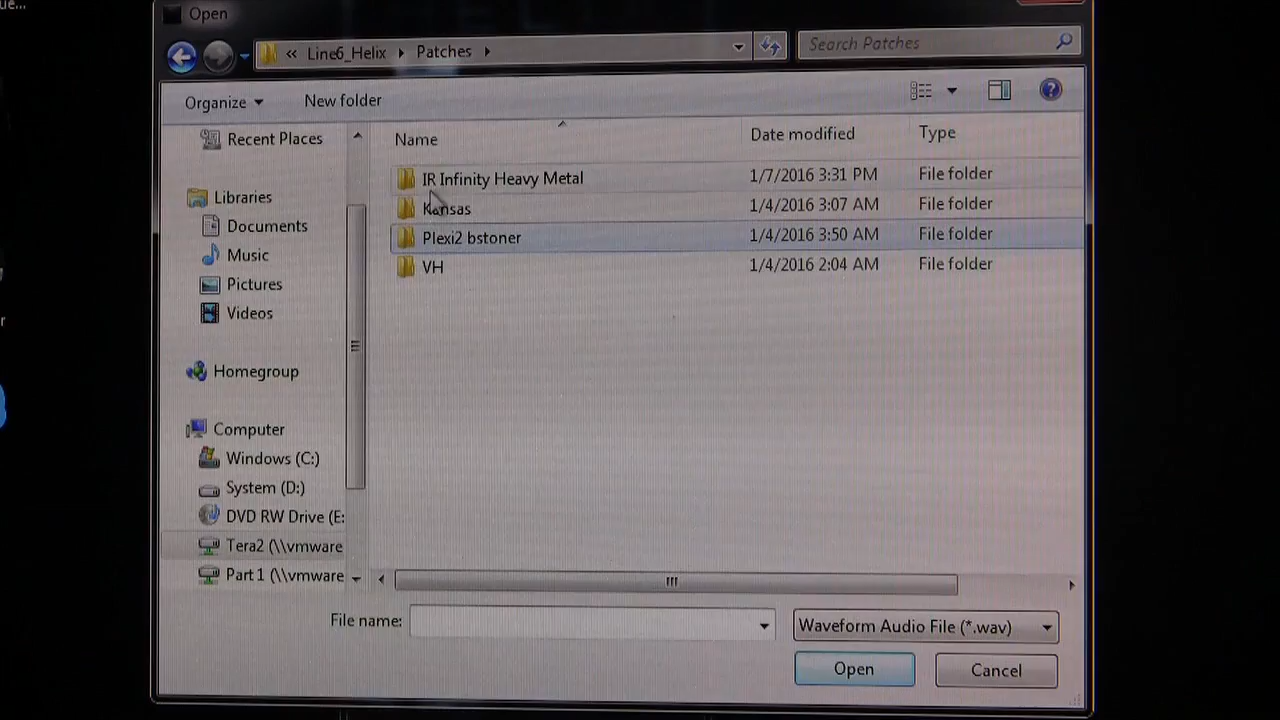 ue...
Open
« Line6_Helix ▸ Patches ▸
Search Patches
Organize ▾ New folder
Name Date modified Type
Recent Places
Libraries
Documents
Music
Pictures
Videos
Homegroup
Computer
Windows (C:)
System (D:)
DVD RW Drive (E:
Tera2 (\\vmware
Part 1 (\\vmware
IR Infinity Heavy Metal 1/7/2016 3:31 PM File folder
Kansas 1/4/2016 3:07 AM File folder
Plexi2 bstoner 1/4/2016 3:50 AM File folder
VH 1/4/2016 2:04 AM File folder
File name:
Waveform Audio File (*.wav)
Open Cancel
r